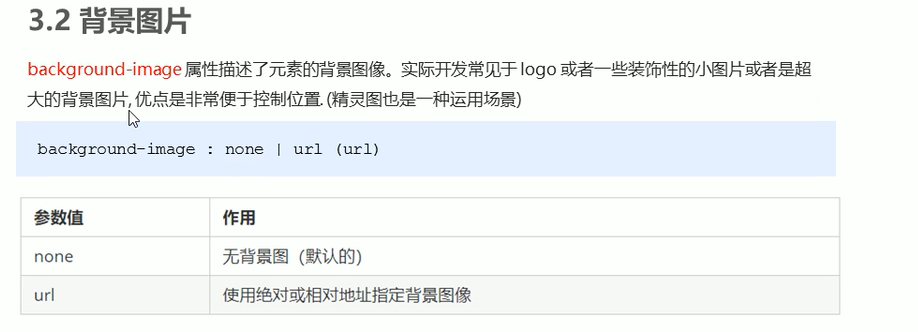 3.2 背景图片
background-image 属性描述了元素的背景图像。实际开发常见于 logo 或者一些装饰性的小图片或者是超
大的背景图片, 优点是非常便于控制位置. (精灵图也是一种运用场景)
background-image : none | url (url)
参数值 作用
none 无背景图（默认的）
url 使用绝对或相对地址指定背景图像